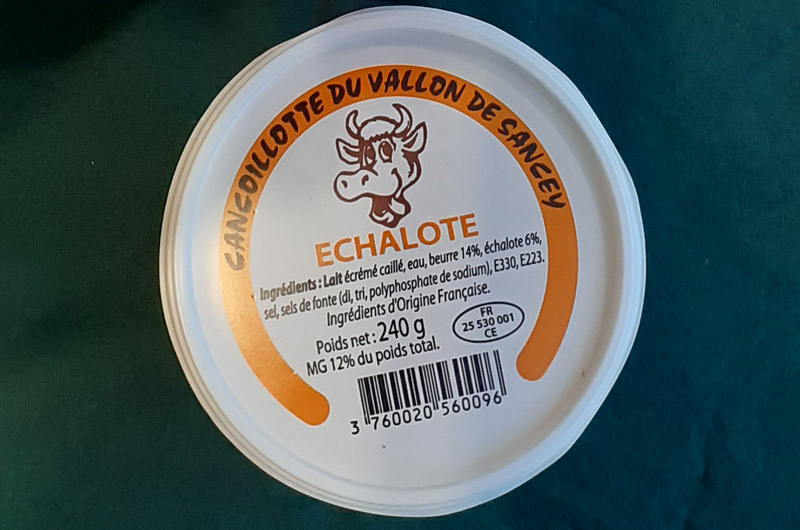 CANCOILLOTTE DU VALLON DE SANCEY
ECHALOTE
Ingrédients : Lait écrémé caillé, eau, beurre 14%, échalote 6%,
sel, sels de fonte (di, tri, polyphosphate de sodium), E330, E223.
Ingrédients d'Origine Française.
Poids net : 240 g
MG 12% du poids total.
FR
25 530 001
CE
3 760020 560096